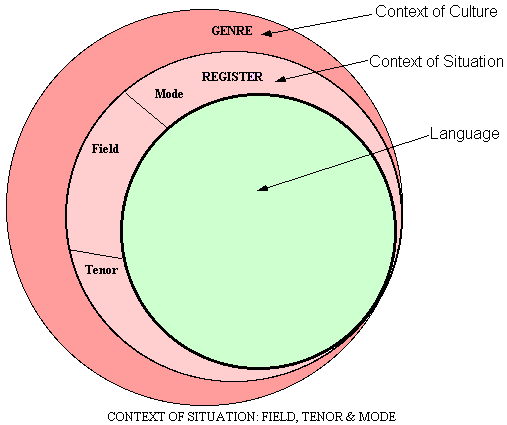 Context of Culture
GENRE
Context of Situation
REGISTER
Mode
Language
Field
Tenor
CONTEXT OF SITUATION: FIELD, TENOR & MODE